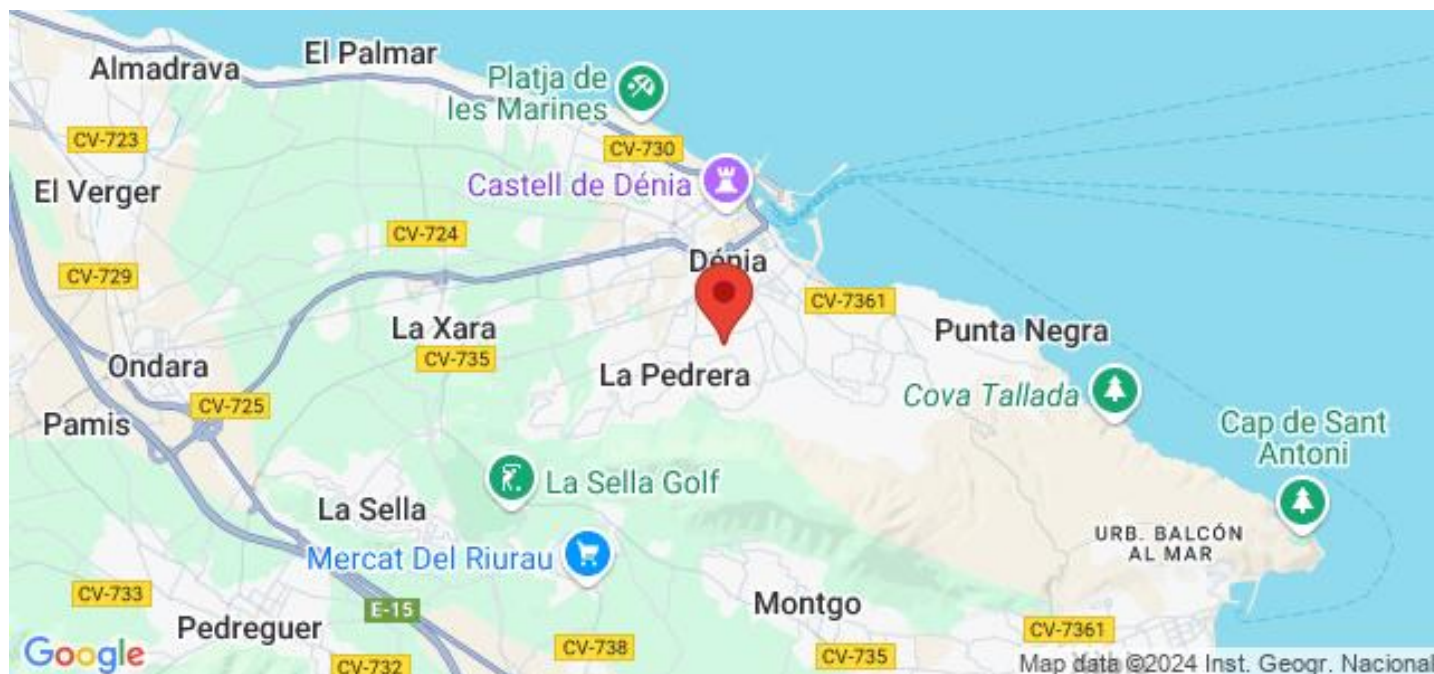 El Palmar
Almadrava
Platja de
les Marines
CV-723
CV-730
El Verger
Castell de Dénia
CV-724
Dénia
CV-729
CV-7361
La Xara
Punta Negra
CV-735
Ondara
La Pedrera
Cova Tallada
CV-725
Pamis
Cap de Sant
Antoni
La Sella Golf
La Sella
URB. BALCÓN
AL MAR
Mercat Del Riurau
CV-733
E-15
Montgo
Pedreguer
CV-7361
CV-738
CV-735
Google
CV-732
Map data ©2024 Inst. Geogr. Nacional